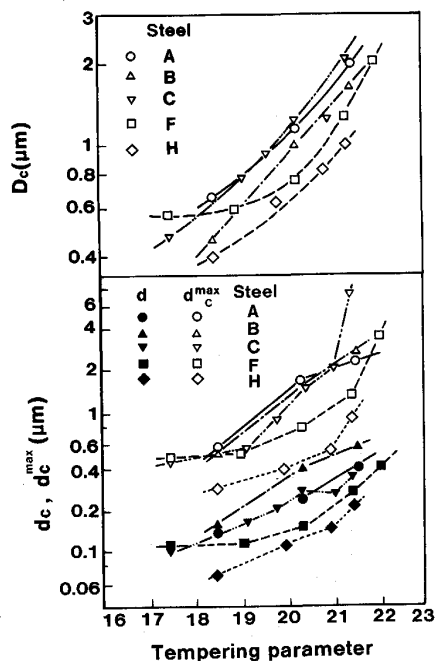 Steel
A
B
C
F
H
2
1
0.8
0.6
0.4
Dc(μm)
d dcmax Steel
A
B
C
F
H
6
4
2
1
0.6
0.4
0.2
0.1
0.06
dc, dcmax (μm)
16 17 18 19 20 21 22 23
Tempering parameter